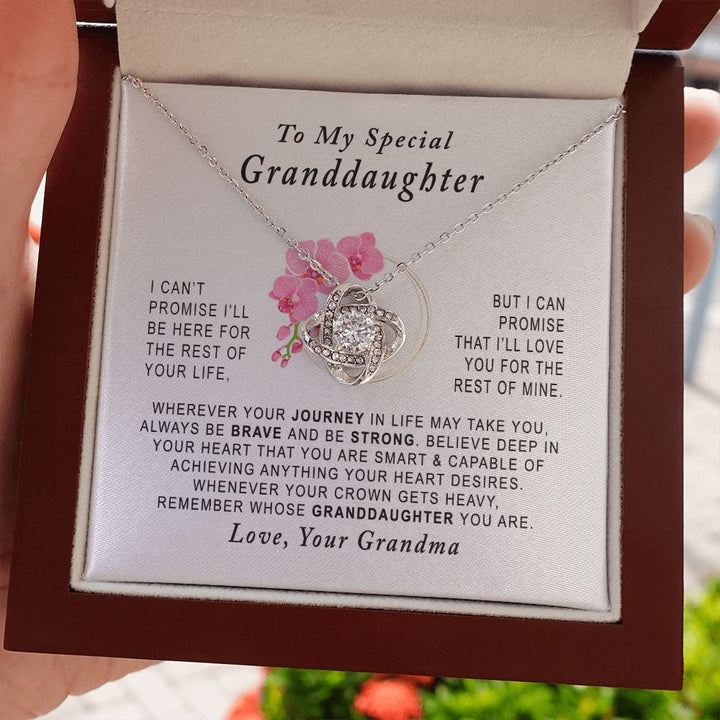 To My Special
Granddaughter
I CAN'T
PROMISE I'LL
BE HERE FOR
THE REST OF
YOUR LIFE,
BUT I CAN
PROMISE
THAT I'LL LOVE
YOU FOR THE
REST OF MINE.
WHEREVER YOUR JOURNEY IN LIFE MAY TAKE YOU,
ALWAYS BE BRAVE AND BE STRONG. BELIEVE DEEP IN
YOUR HEART THAT YOU ARE SMART & CAPABLE OF
ACHIEVING ANYTHING YOUR HEART DESIRES.
WHENEVER YOUR CROWN GETS HEAVY,
REMEMBER WHOSE GRANDDAUGHTER YOU ARE.
Love, Your Grandma